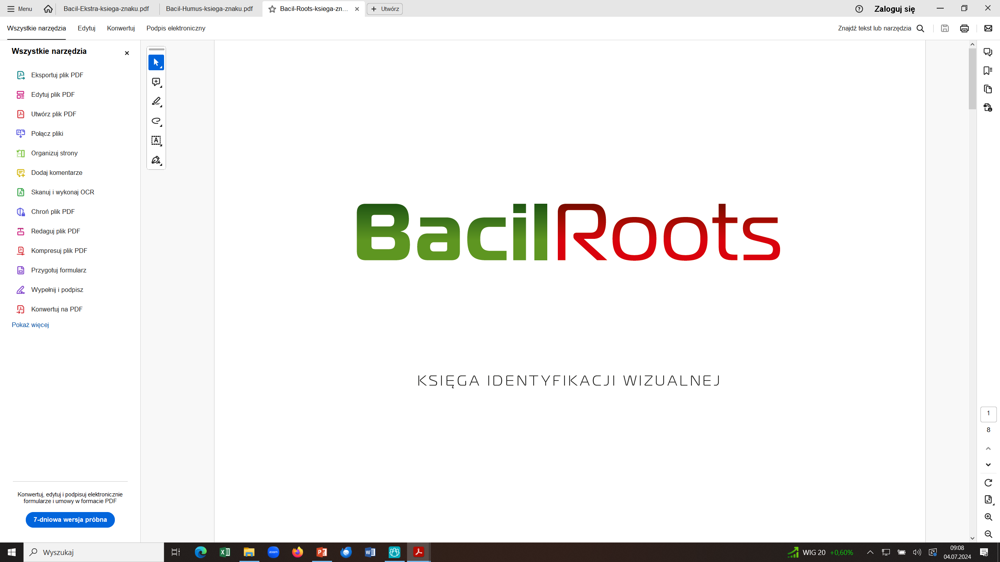 Menu
Bacil-Ekstra-ksiega-znaku.pdf
Bacil-Humus-ksiega-znaku.pdf
Bacil-Roots-ksiega-zn...
Utwórz
Zaloguj się
Wszystkie narzędzia
Edytuj
Konwertuj
Podpis elektroniczny
Znajdź tekst lub narzędzia
Wszystkie narzędzia
Eksportuj plik PDF
Edytuj plik PDF
Utwórz plik PDF
Połącz pliki
Organizuj strony
Dodaj komentarze
Skanuj i wykonaj OCR
Chroń plik PDF
Redaguj plik PDF
Kompresuj plik PDF
Przygotuj formularz
Wypełnij i podpisz
Konwertuj na PDF
Pokaż więcej
Konwertuj, edytuj i podpisuj elektronicznie
formularze i umowy w formacie PDF
7-dniowa wersja próbna
BacilRoots
KSIĘGA IDENTYFIKACJI WIZUALNEJ
1
8
Wyszukaj
zoom
WIG 20 +0,60%
09:08
04.07.2024